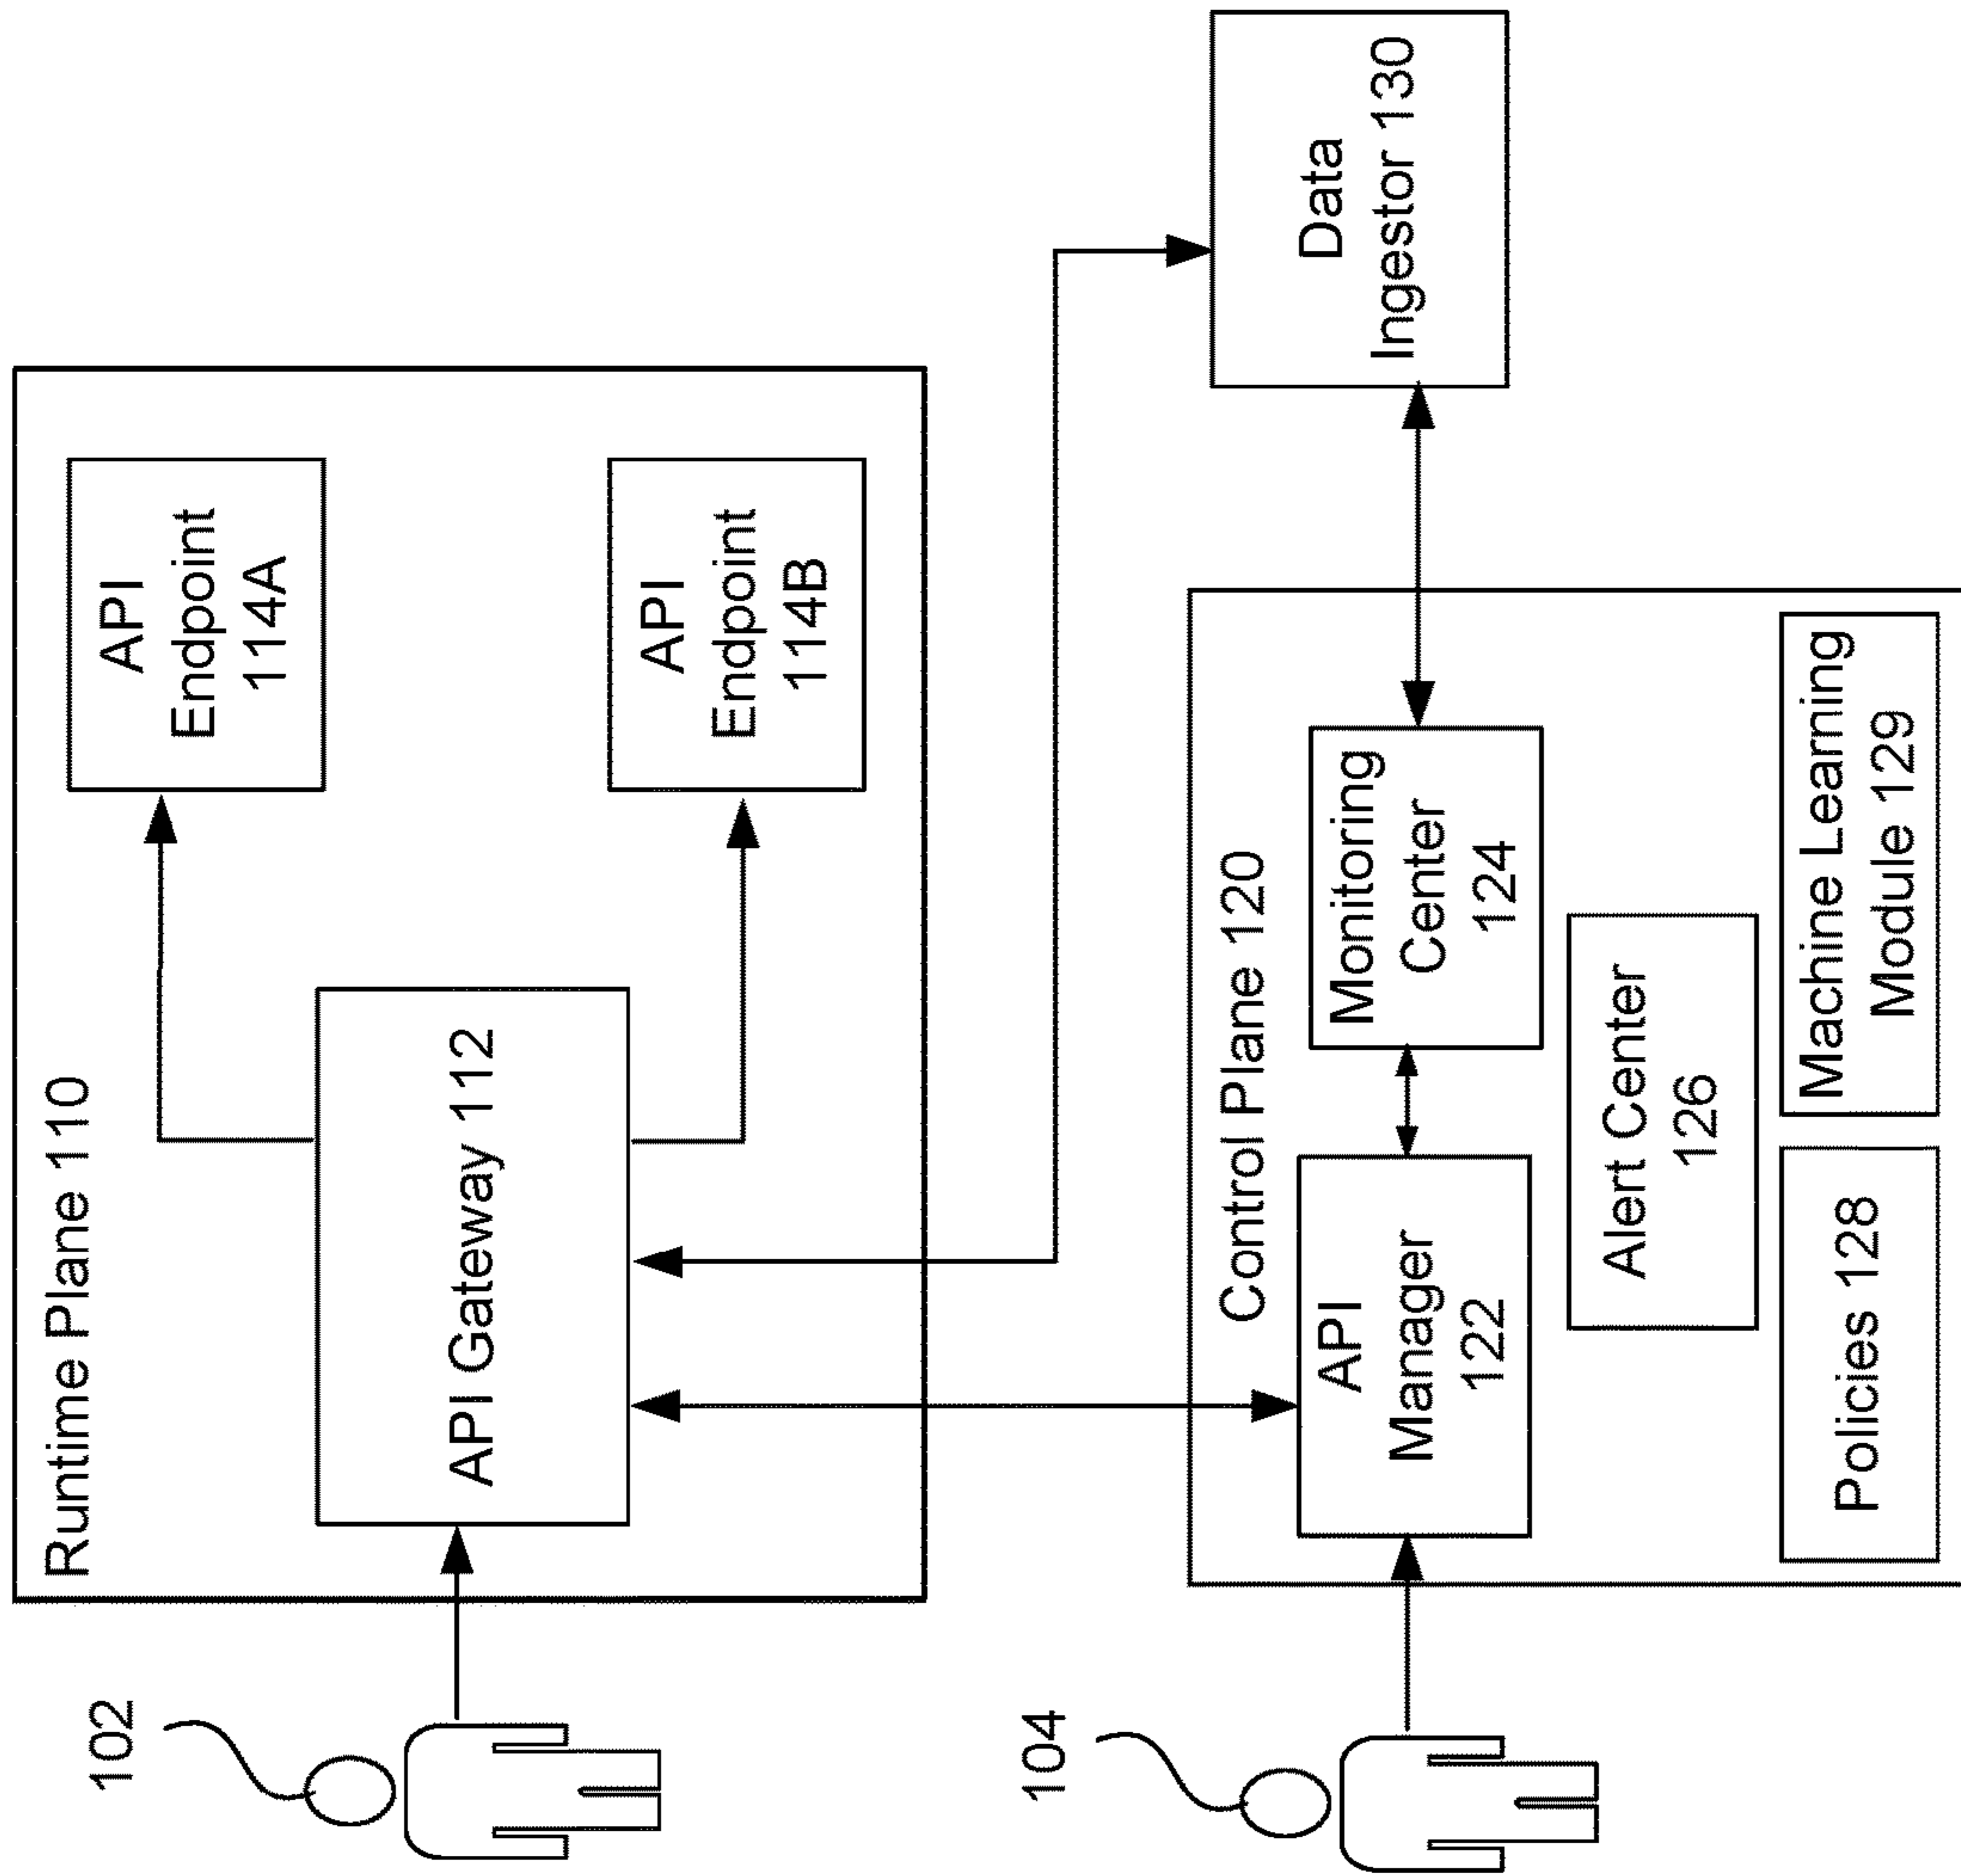 102
Runtime Plane 110
API Gateway 112
API
Endpoint
114A
API
Endpoint
114B
104
Control Plane 120
API
Manager
122
Monitoring
Center
124
Alert Center
126
Policies 128
Machine Learning
Module 129
Data
Ingestor 130